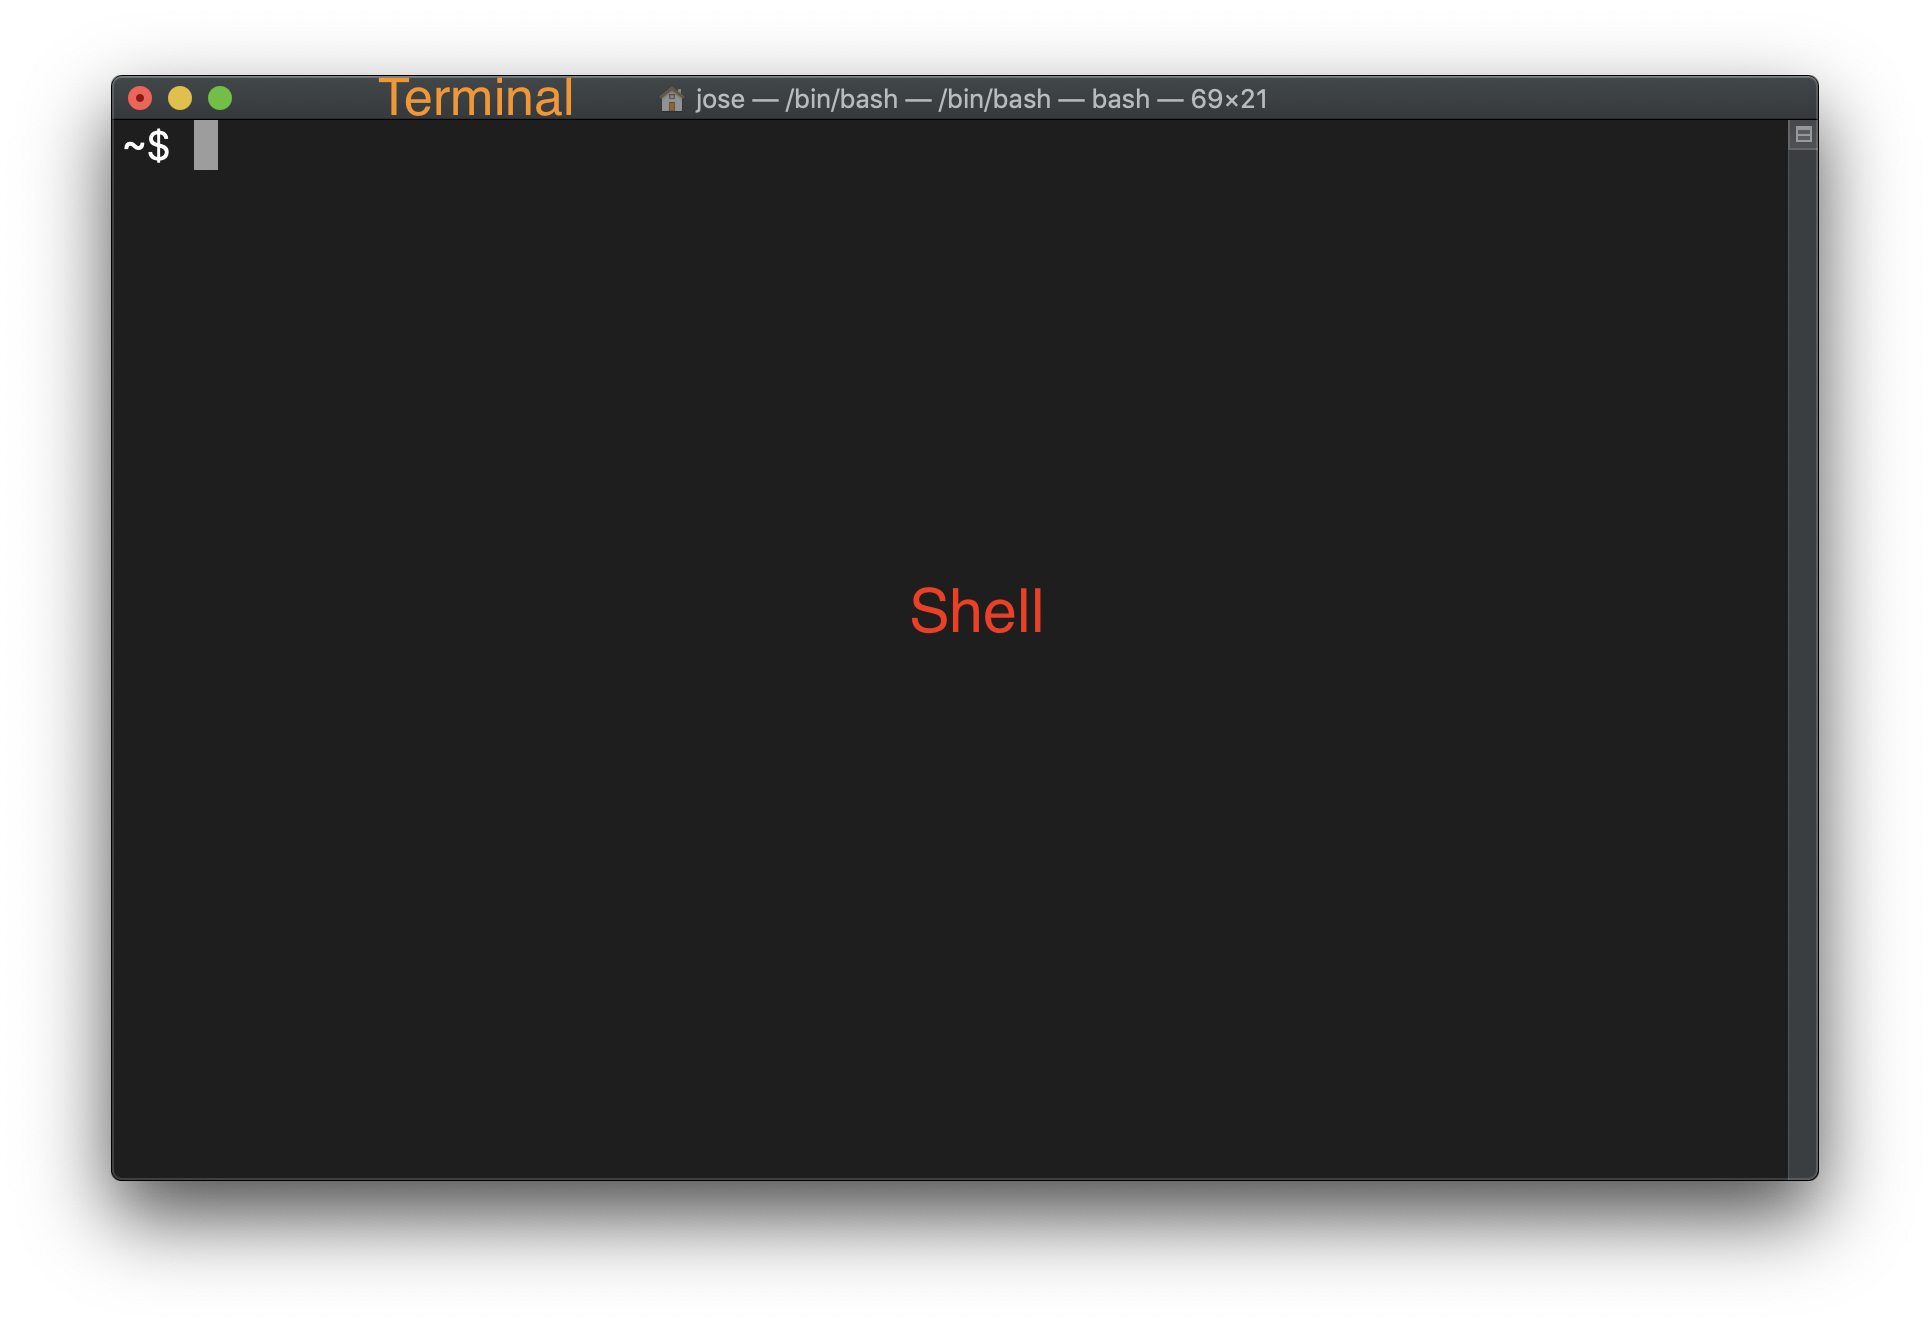 Terminal jose — /bin/bash — /bin/bash — bash — 69×21
~$
Shell